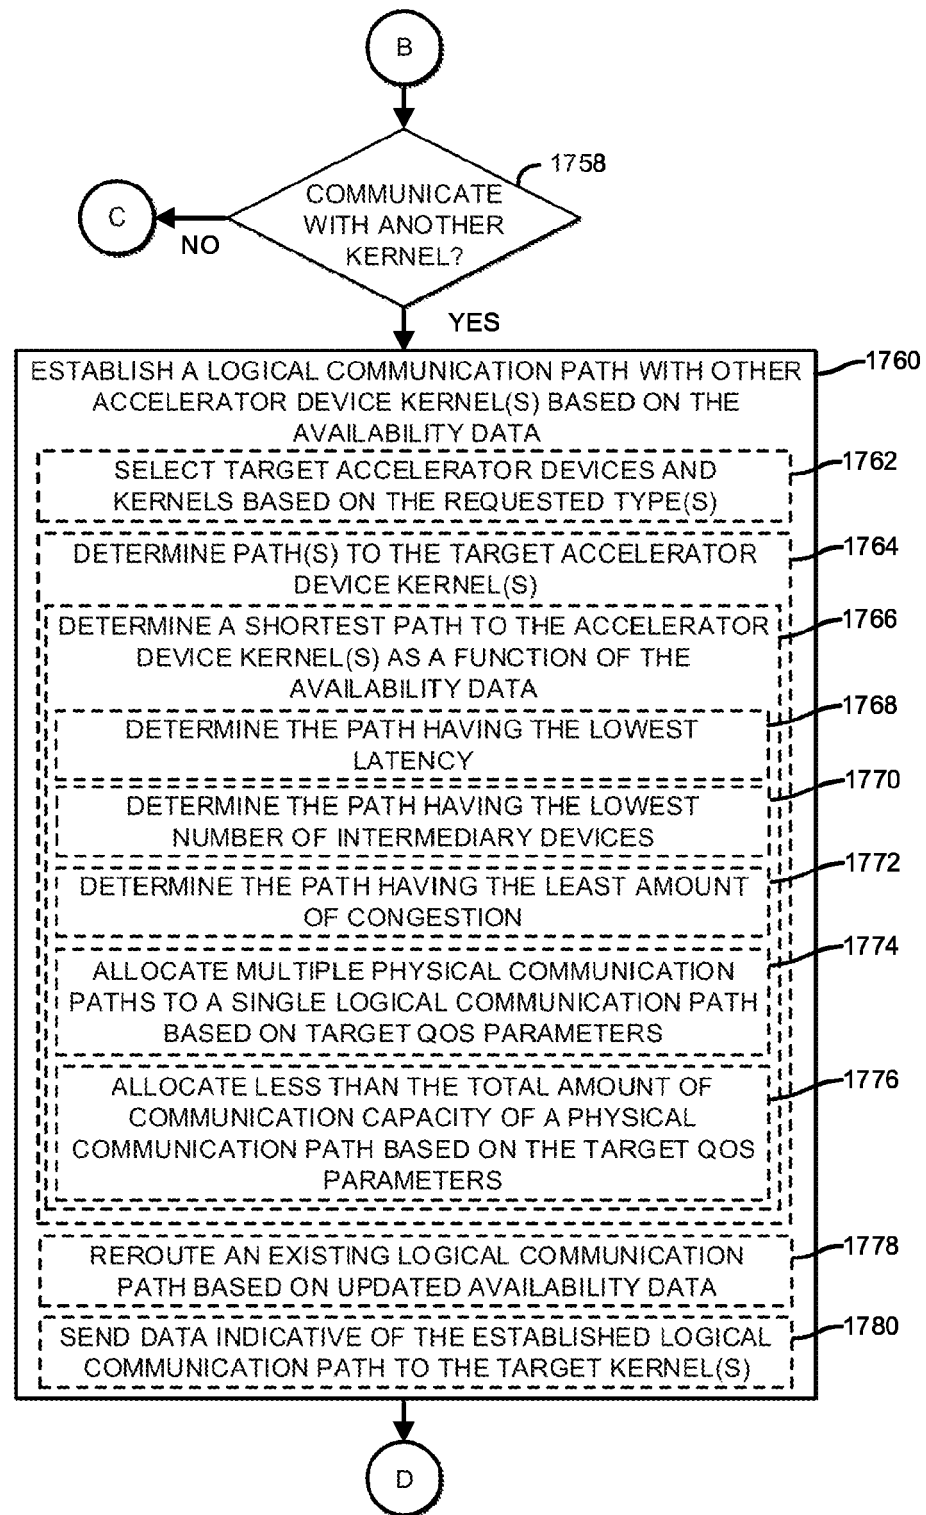 B
1758
COMMUNICATE
WITH ANOTHER
KERNEL?
C
NO
YES
1760
ESTABLISH A LOGICAL COMMUNICATION PATH WITH OTHER
ACCELERATOR DEVICE KERNEL(S) BASED ON THE
AVAILABILITY DATA
1762
SELECT TARGET ACCELERATOR DEVICES AND
KERNELS BASED ON THE REQUESTED TYPE(S)
1764
DETERMINE PATH(S) TO THE TARGET ACCELERATOR
DEVICE KERNEL(S)
1766
DETERMINE A SHORTEST PATH TO THE ACCELERATOR
DEVICE KERNEL(S) AS A FUNCTION OF THE
AVAILABILITY DATA
1768
DETERMINE THE PATH HAVING THE LOWEST
LATENCY
1770
DETERMINE THE PATH HAVING THE LOWEST
NUMBER OF INTERMEDIARY DEVICES
1772
DETERMINE THE PATH HAVING THE LEAST AMOUNT
OF CONGESTION
1774
ALLOCATE MULTIPLE PHYSICAL COMMUNICATION
PATHS TO A SINGLE LOGICAL COMMUNICATION PATH
BASED ON TARGET QOS PARAMETERS
1776
ALLOCATE LESS THAN THE TOTAL AMOUNT OF
COMMUNICATION CAPACITY OF A PHYSICAL
COMMUNICATION PATH BASED ON THE TARGET QOS
PARAMETERS
1778
REROUTE AN EXISTING LOGICAL COMMUNICATION
PATH BASED ON UPDATED AVAILABILITY DATA
1780
SEND DATA INDICATIVE OF THE ESTABLISHED LOGICAL
COMMUNICATION PATH TO THE TARGET KERNEL(S)
D